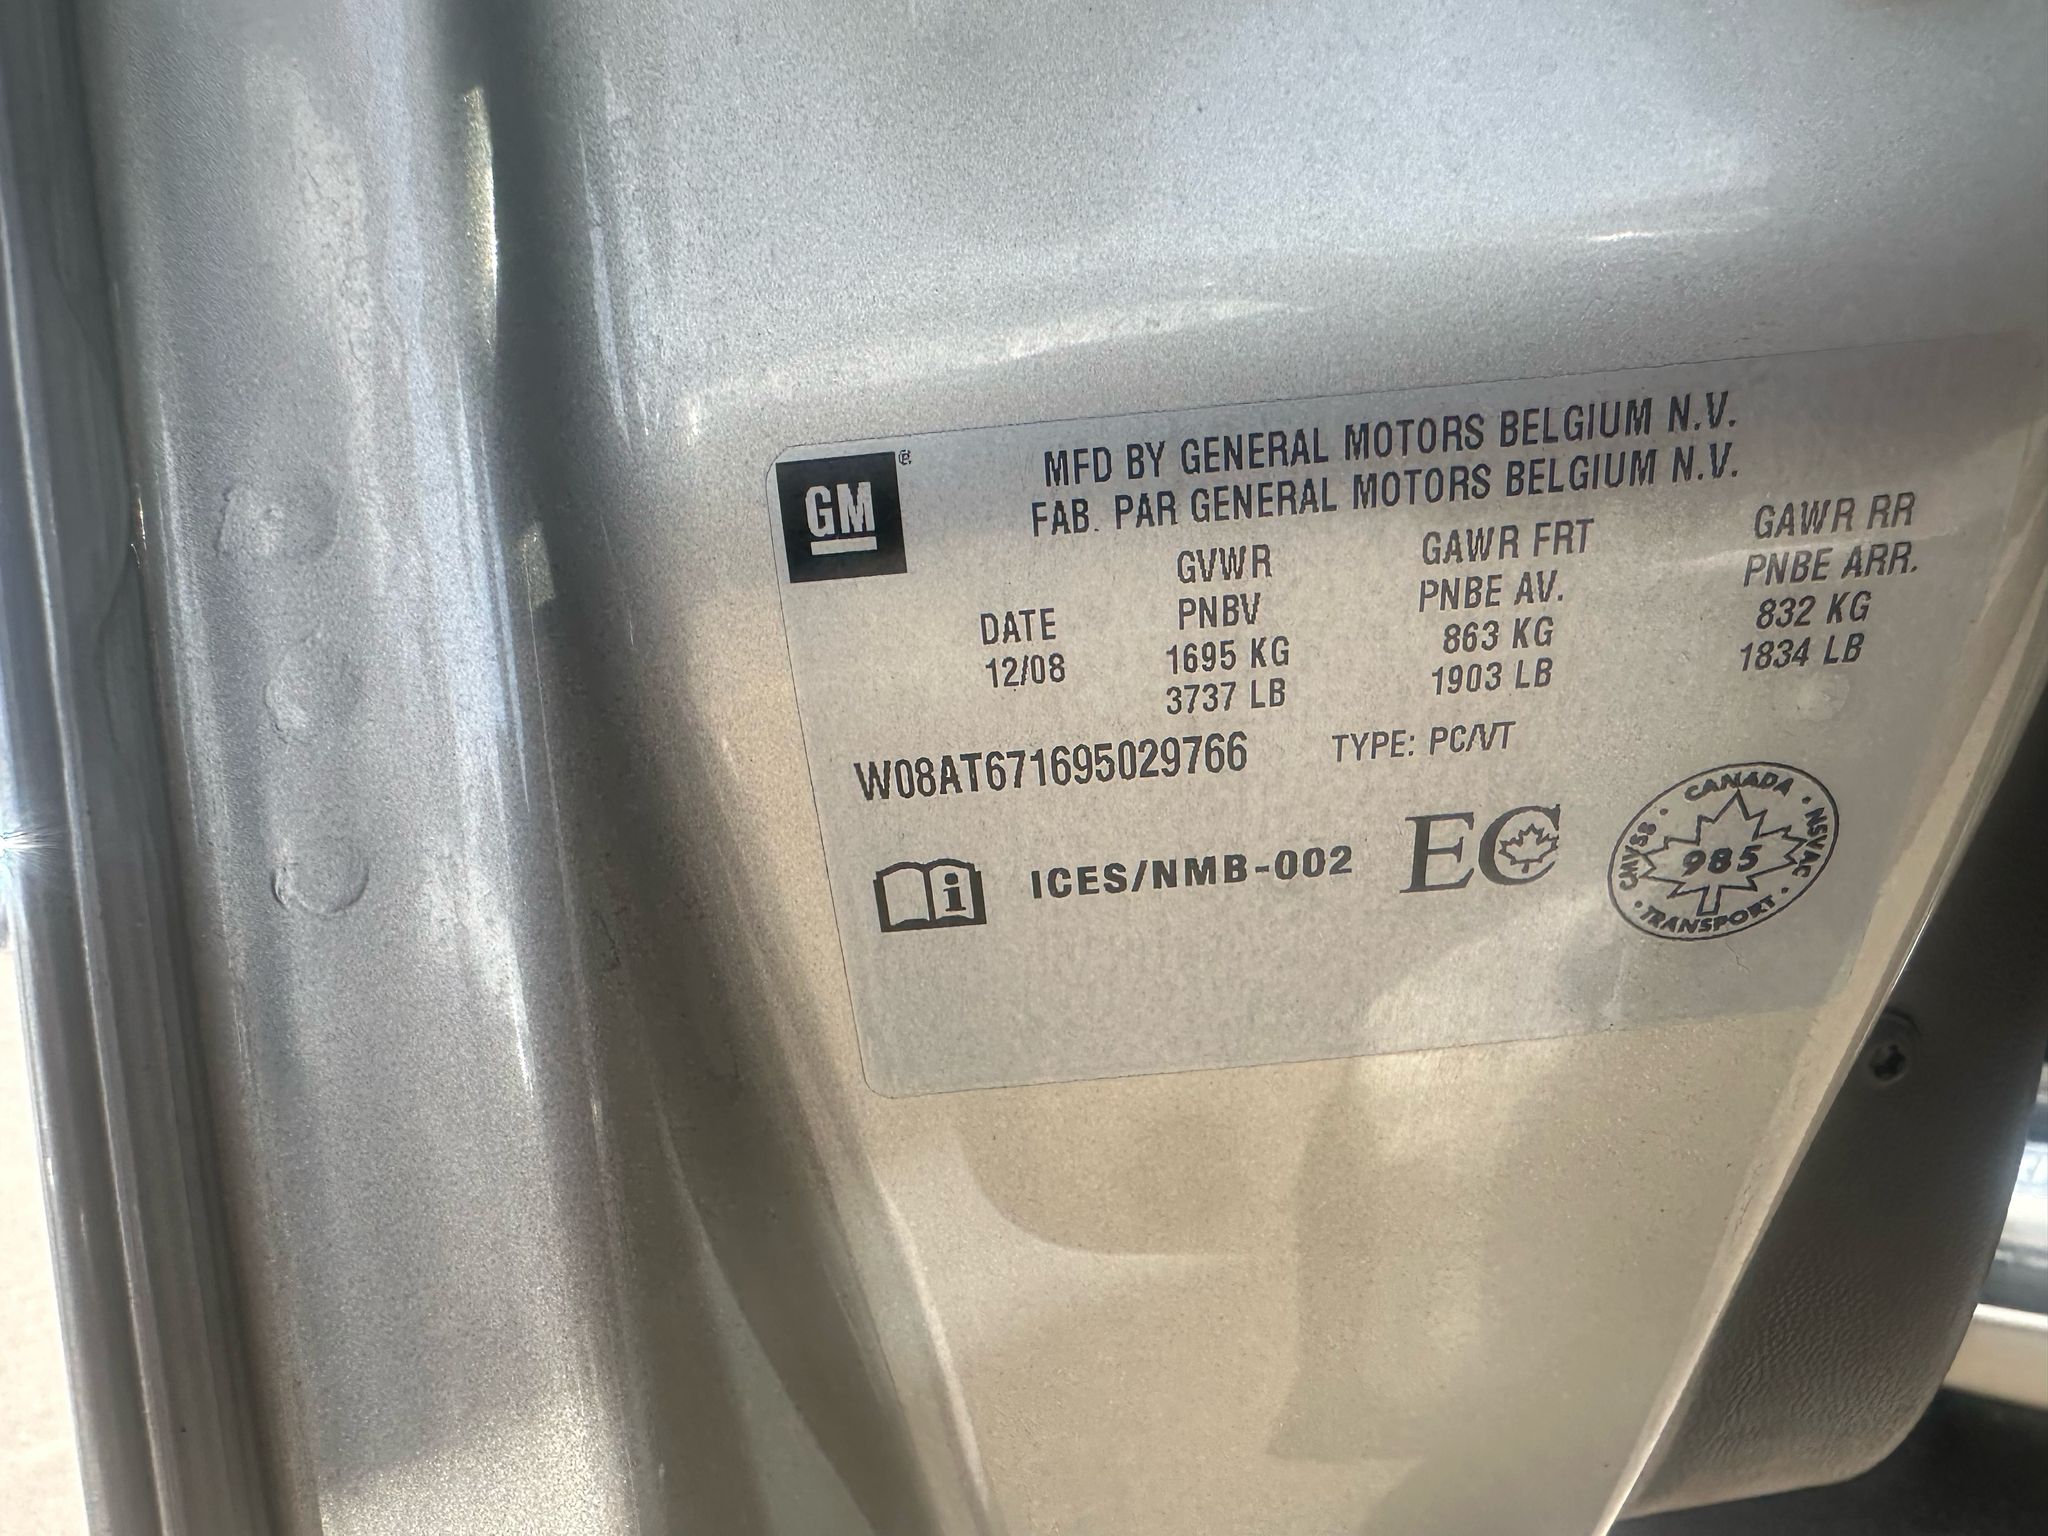 GM
MFD BY GENERAL MOTORS BELGIUM N.V.
FAB. PAR GENERAL MOTORS BELGIUM N.V.
DATE GVWR GAWR FRT GAWR RR
PNBV PNBE AV. PNBE ARR.
12/08 1695 KG 863 KG 832 KG
3737 LB 1903 LB 1834 LB
W08AT671695029766 TYPE: PC/VT
i ICES/NMB-002 EC
CANADA · NSVAC · TRANSPORT · CMVSS ·
985